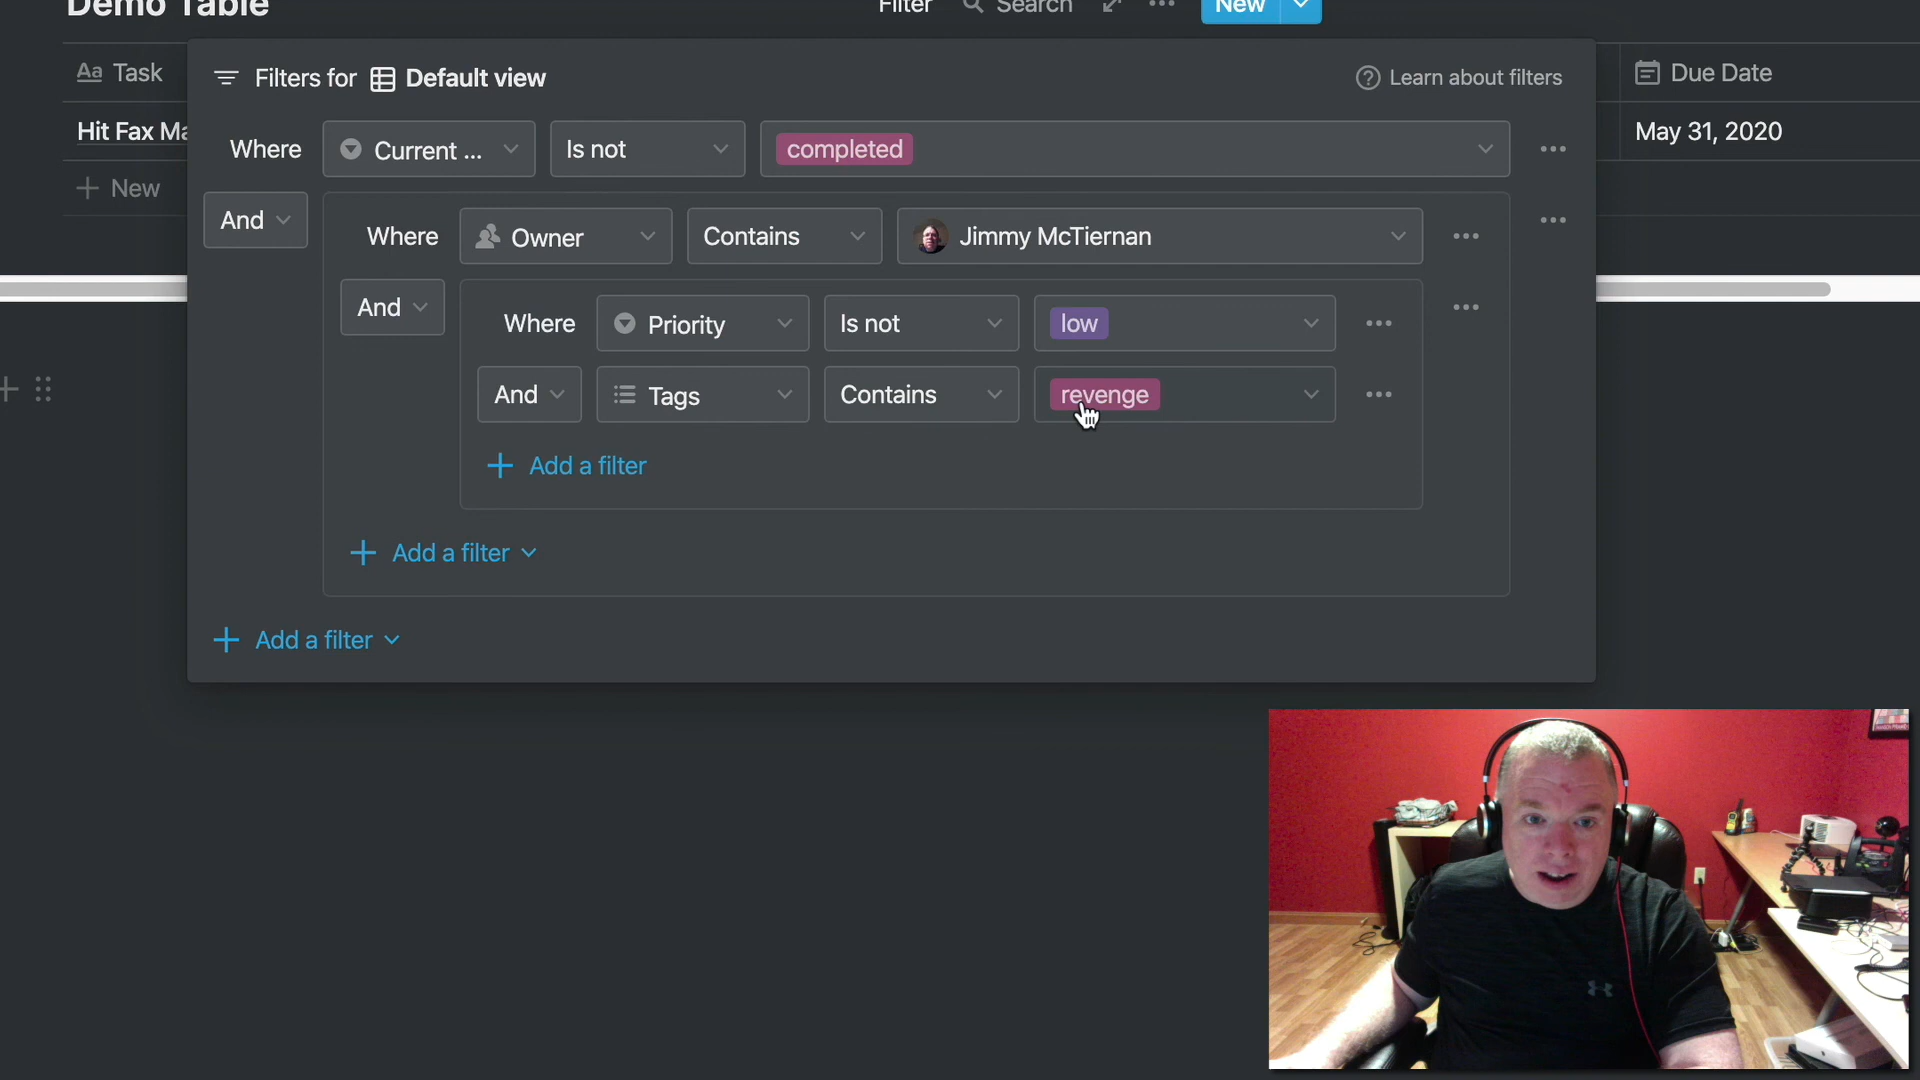 Demo Table
Filter Search New
Aa Task
Filters for Default view
Learn about filters
Due Date
Hit Fax Ma
May 31, 2020
Where Current ... Is not completed
New
And
Where Owner Contains Jimmy McTiernan
And
Where Priority Is not low
And Tags Contains revenge
Add a filter
Add a filter
Add a filter